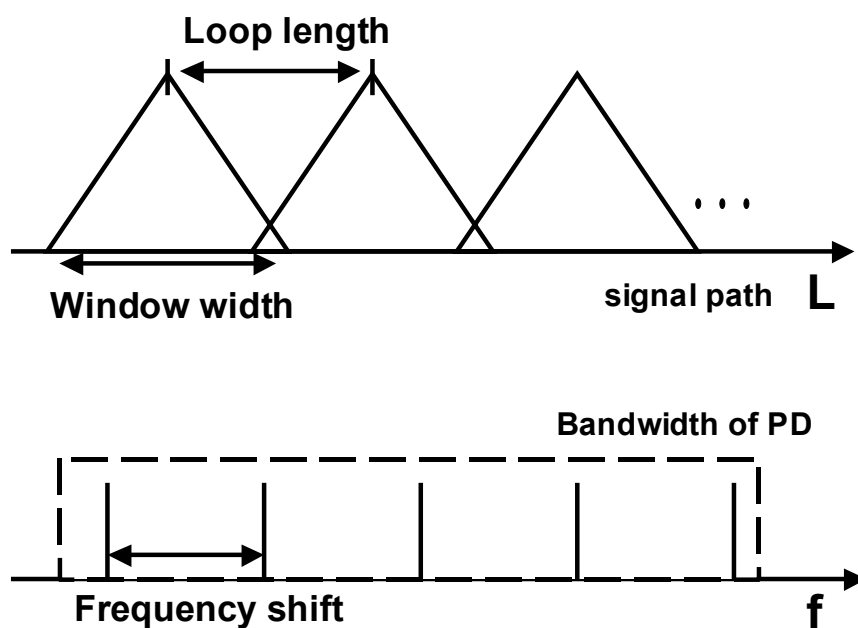 Loop length
Window width
signal path L
Bandwidth of PD
Frequency shift
f